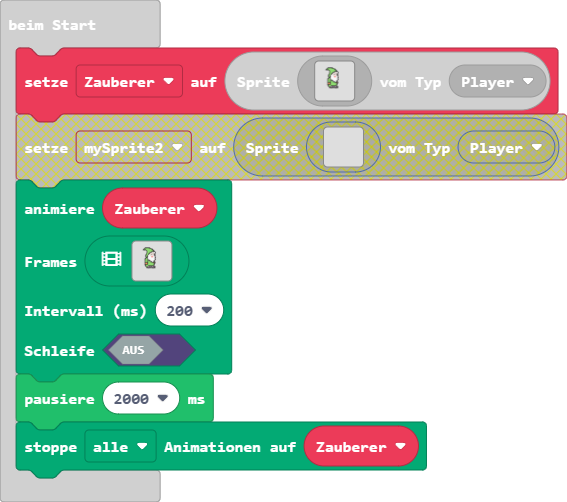 beim Start
setze Zauberer auf Sprite vom Typ Player
setze mySprite2 auf Sprite vom Typ Player
animiere Zauberer
Frames
Intervall (ms) 200
Schleife AUS
pausiere 2000 ms
stoppe alle Animationen auf Zauberer